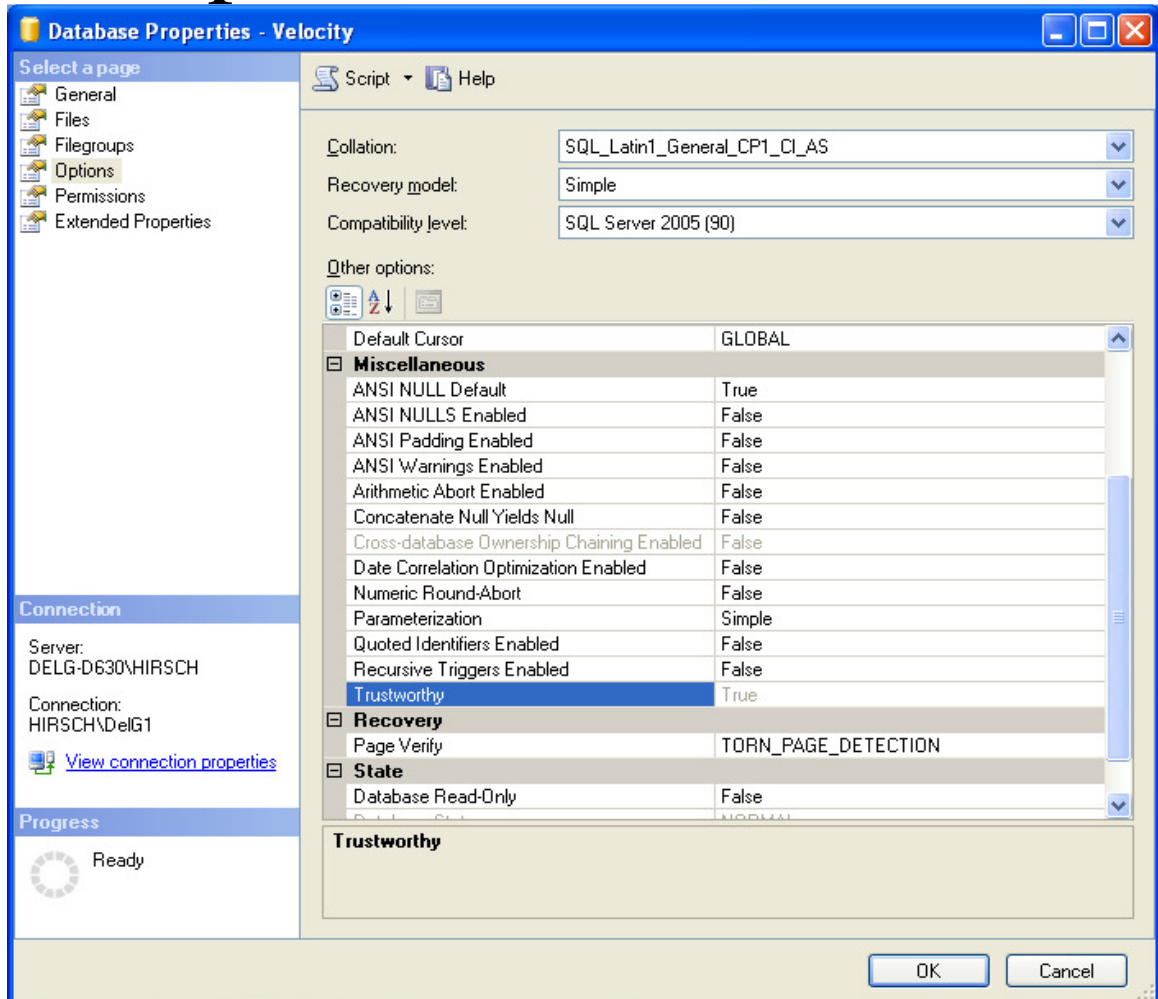 Database Properties - Velocity
Select a page
General
Files
Filegroups
Options
Permissions
Extended Properties
Script Help
Collation: SQL_Latin1_General_CP1_CI_AS
Recovery model: Simple
Compatibility level: SQL Server 2005 (90)
Other options:
Default Cursor GLOBAL
Miscellaneous
ANSI NULL Default True
ANSI NULLS Enabled False
ANSI Padding Enabled False
ANSI Warnings Enabled False
Arithmetic Abort Enabled False
Concatenate Null Yields Null False
Cross-database Ownership Chaining Enabled False
Date Correlation Optimization Enabled False
Numeric Round-Abort False
Parameterization Simple
Quoted Identifiers Enabled False
Recursive Triggers Enabled False
Trustworthy True
Recovery
Page Verify TORN_PAGE_DETECTION
State
Database Read-Only False
Trustworthy
Connection
Server:
DELG-D630\HIRSCH
Connection:
HIRSCH\DelG1
View connection properties
Progress
Ready
OK Cancel